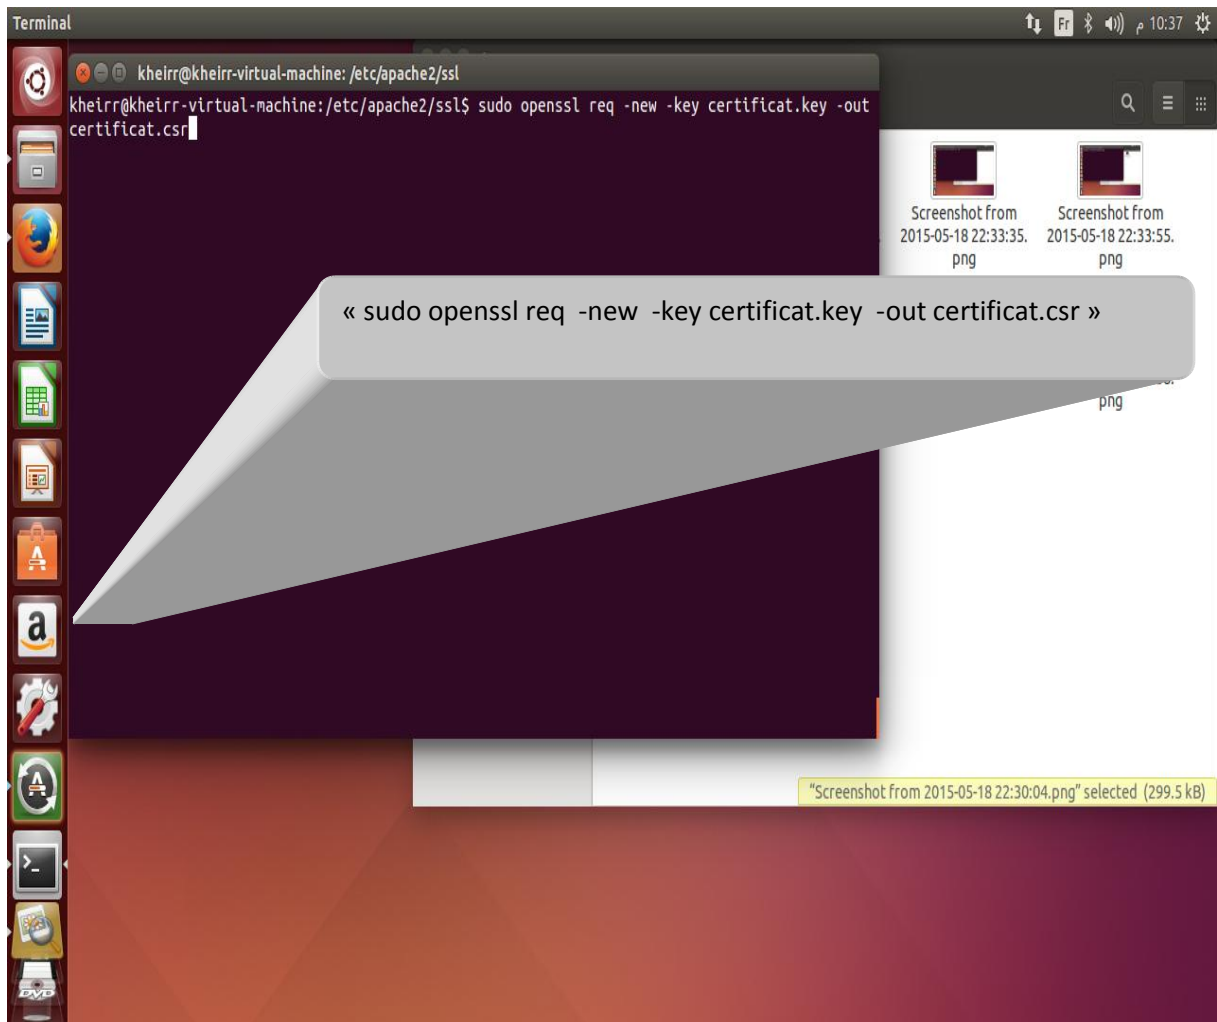 Terminal
Fr
م 10:37
kheirr@kheirr-virtual-machine: /etc/apache2/ssl
kheirr@kheirr-virtual-machine:/etc/apache2/ssl$ sudo openssl req -new -key certificat.key -out
certificat.csr
Screenshot from
2015-05-18 22:33:35.
png
Screenshot from
2015-05-18 22:33:55.
png
« sudo openssl req -new -key certificat.key -out certificat.csr »
png
a
"Screenshot from 2015-05-18 22:30:04.png" selected (299.5 kB)
DVD